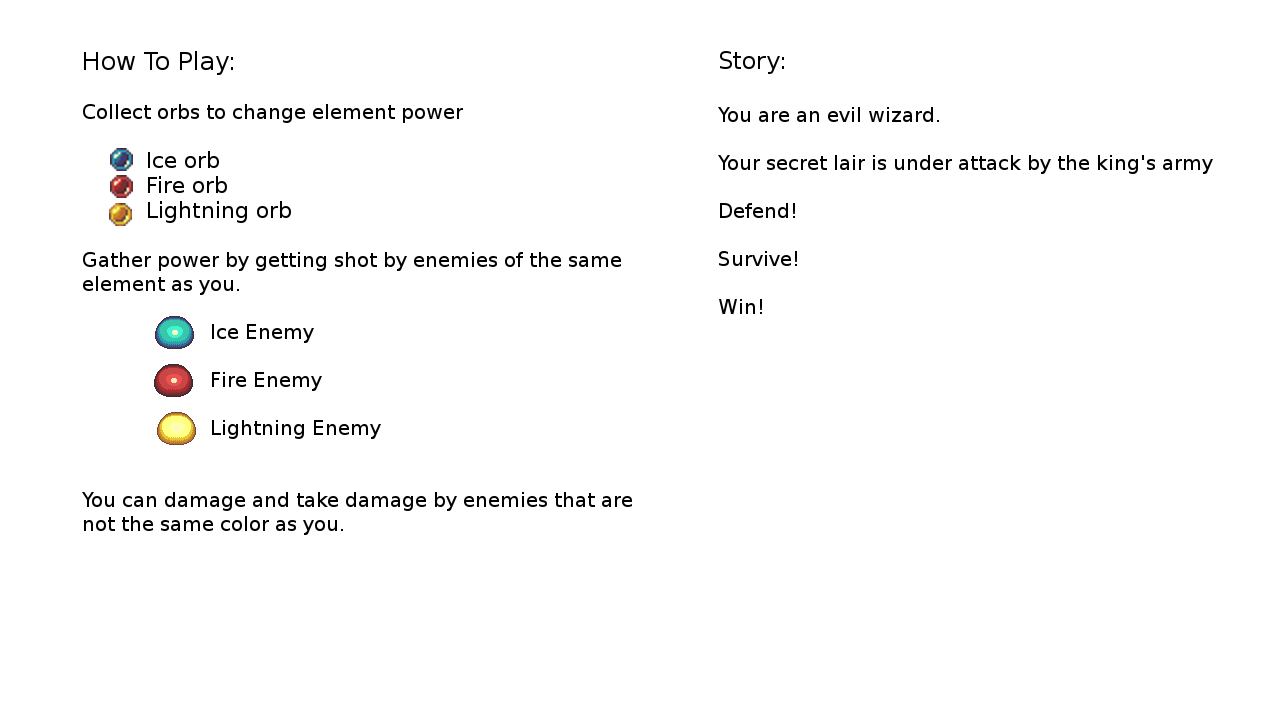 How To Play:
Collect orbs to change element power
Ice orb
Fire orb
Lightning orb
Gather power by getting shot by enemies of the same
element as you.
Ice Enemy
Fire Enemy
Lightning Enemy
You can damage and take damage by enemies that are
not the same color as you.
Story:
You are an evil wizard.
Your secret lair is under attack by the king's army
Defend!
Survive!
Win!